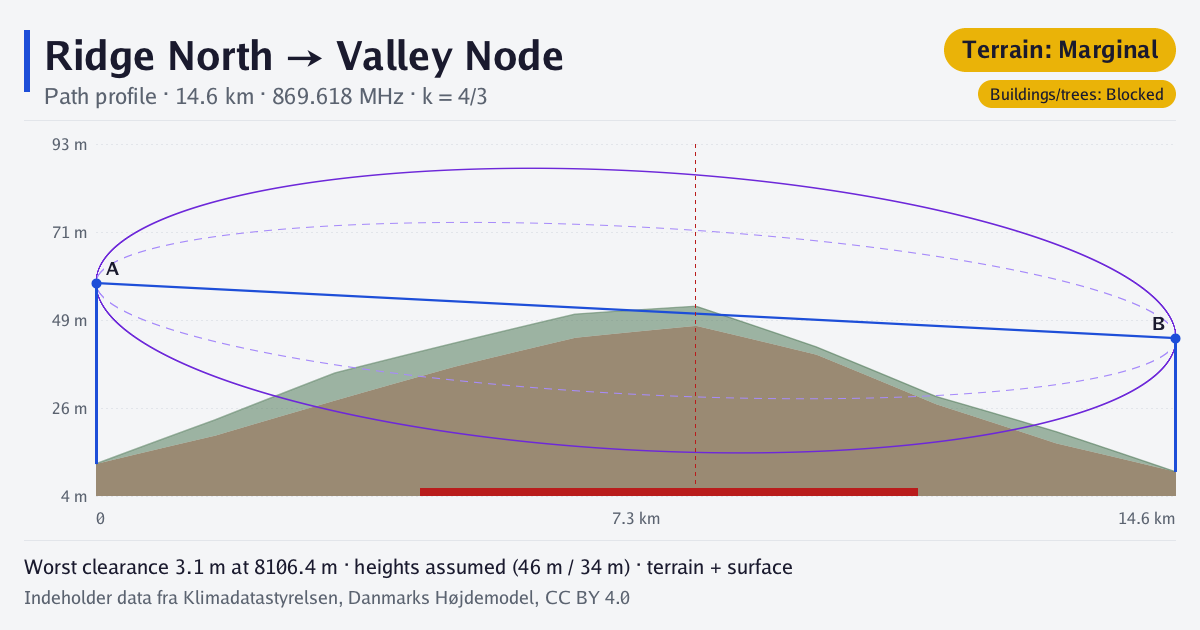 Ridge North → Valley Node
Terrain: Marginal
Path profile · 14.6 km · 869.618 MHz · k = 4/3
Buildings/trees: Blocked
93 m
71 m
49 m
26 m
4 m
A
B
0
7.3 km
14.6 km
Worst clearance 3.1 m at 8106.4 m · heights assumed (46 m / 34 m) · terrain + surface
Indeholder data fra Klimadatastyrelsen, Danmarks Højdemodel, CC BY 4.0